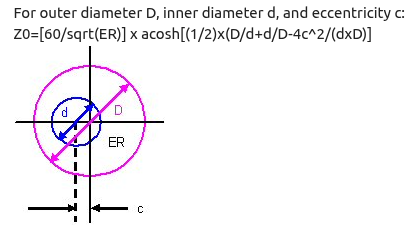 For outer diameter D, inner diameter d, and eccentricity c:
Z0=[60/sqrt(ER)] x acosh[(1/2)x(D/d+d/D-4c^2/(dxD)]
d
D
ER
c